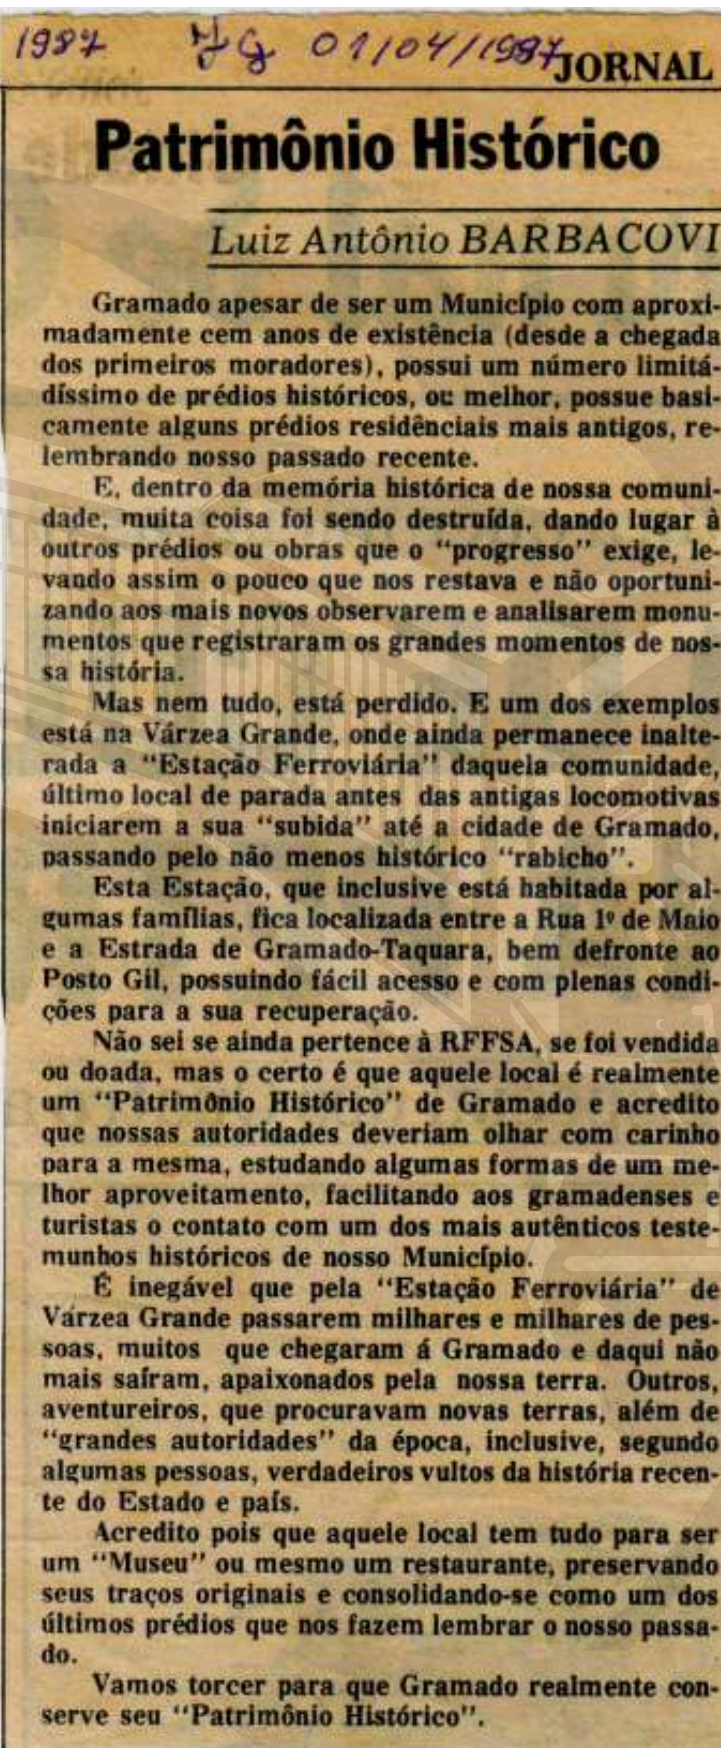 1987 JG 01/04/1987 JORNAL
Patrimônio Histórico
Luiz Antônio BARBACOVI
Gramado apesar de ser um Município com aproxi-
madamente cem anos de existência (desde a chegada
dos primeiros moradores), possui um número limitá-
díssimo de prédios históricos, ou melhor, possue basi-
camente alguns prédios residênciais mais antigos, re-
lembrando nosso passado recente.
E, dentro da memória histórica de nossa comuni-
dade, muita coisa foi sendo destruída, dando lugar à
outros prédios ou obras que o "progresso" exige, le-
vando assim o pouco que nos restava e não oportuni-
zando aos mais novos observarem e analisarem monu-
mentos que registraram os grandes momentos de nos-
sa história.
Mas nem tudo, está perdido. E um dos exemplos
está na Várzea Grande, onde ainda permanece inalte-
rada a "Estação Ferroviária" daquela comunidade,
último local de parada antes das antigas locomotivas
iniciarem a sua "subida" até a cidade de Gramado,
passando pelo não menos histórico "rabicho".
Esta Estação, que inclusive está habitada por al-
gumas famílias, fica localizada entre a Rua 1º de Maio
e a Estrada de Gramado-Taquara, bem defronte ao
Posto Gil, possuindo fácil acesso e com plenas condi-
ções para a sua recuperação.
Não sei se ainda pertence à RFFSA, se foi vendida
ou doada, mas o certo é que aquele local é realmente
um "Patrimônio Histórico" de Gramado e acredito
que nossas autoridades deveriam olhar com carinho
para a mesma, estudando algumas formas de um me-
lhor aproveitamento, facilitando aos gramadenses e
turistas o contato com um dos mais autênticos teste-
munhos históricos de nosso Município.
É inegável que pela "Estação Ferroviária" de
Várzea Grande passarem milhares e milhares de pes-
soas, muitos que chegaram á Gramado e daqui não
mais saíram, apaixonados pela nossa terra. Outros,
aventureiros, que procuravam novas terras, além de
"grandes autoridades" da época, inclusive, segundo
algumas pessoas, verdadeiros vultos da história recen-
te do Estado e país.
Acredito pois que aquele local tem tudo para ser
um "Museu" ou mesmo um restaurante, preservando
seus traços originais e consolidando-se como um dos
últimos prédios que nos fazem lembrar o nosso passa-
do.
Vamos torcer para que Gramado realmente con-
serve seu "Patrimônio Histórico".